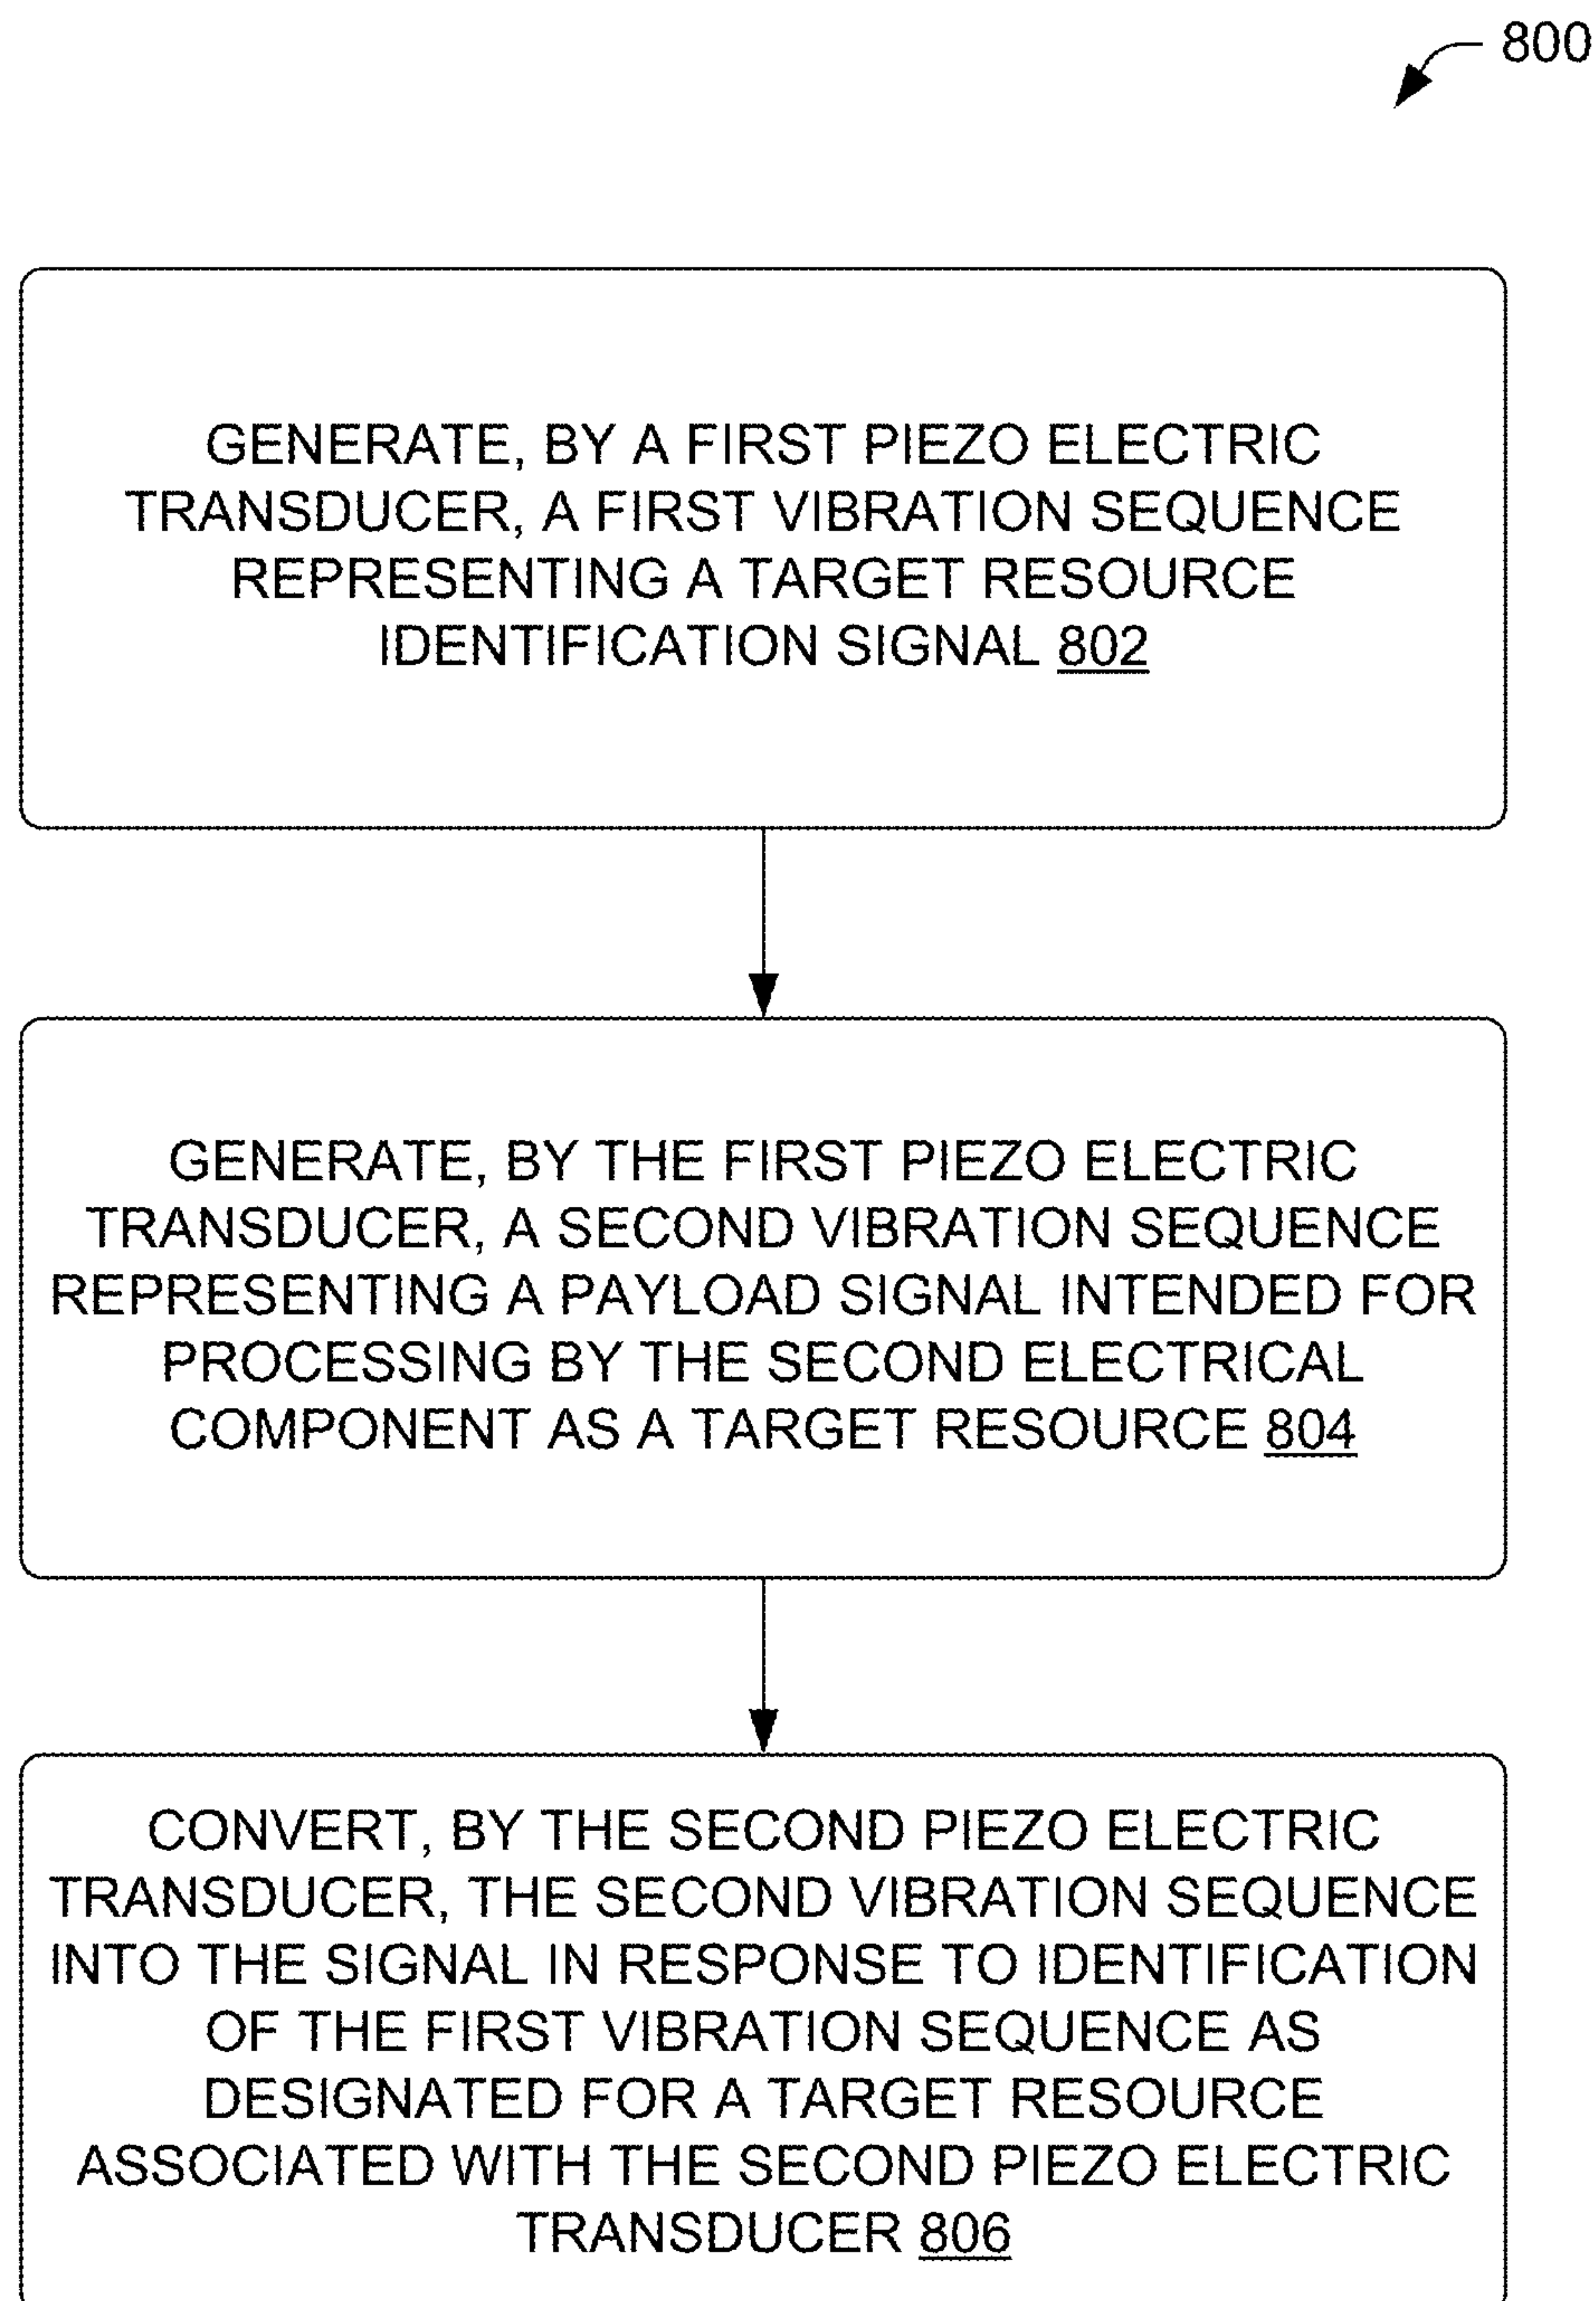 800
GENERATE, BY A FIRST PIEZO ELECTRIC
TRANSDUCER, A FIRST VIBRATION SEQUENCE
REPRESENTING A TARGET RESOURCE
IDENTIFICATION SIGNAL 802
GENERATE, BY THE FIRST PIEZO ELECTRIC
TRANSDUCER, A SECOND VIBRATION SEQUENCE
REPRESENTING A PAYLOAD SIGNAL INTENDED FOR
PROCESSING BY THE SECOND ELECTRICAL
COMPONENT AS A TARGET RESOURCE 804
CONVERT, BY THE SECOND PIEZO ELECTRIC
TRANSDUCER, THE SECOND VIBRATION SEQUENCE
INTO THE SIGNAL IN RESPONSE TO IDENTIFICATION
OF THE FIRST VIBRATION SEQUENCE AS
DESIGNATED FOR A TARGET RESOURCE
ASSOCIATED WITH THE SECOND PIEZO ELECTRIC
TRANSDUCER 806